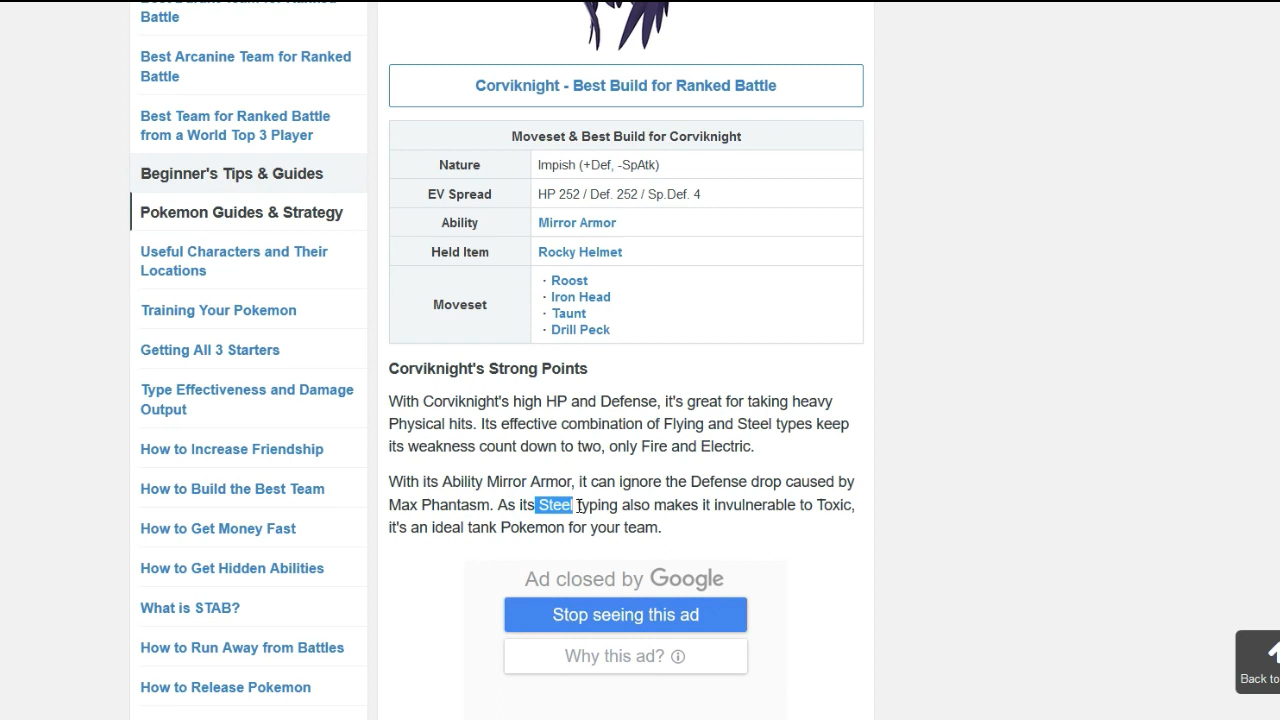 Battle
Best Arcanine Team for Ranked
Battle
Best Team for Ranked Battle
from a World Top 3 Player
Beginner's Tips & Guides
Pokemon Guides & Strategy
Useful Characters and Their
Locations
Training Your Pokemon
Getting All 3 Starters
Type Effectiveness and Damage
Output
How to Increase Friendship
How to Build the Best Team
How to Get Money Fast
How to Get Hidden Abilities
What is STAB?
How to Run Away from Battles
How to Release Pokemon
Corviknight - Best Build for Ranked Battle
Moveset & Best Build for Corviknight
Nature Impish (+Def, -SpAtk)
EV Spread HP 252 / Def. 252 / Sp.Def. 4
Ability Mirror Armor
Held Item Rocky Helmet
Moveset
· Roost
· Iron Head
· Taunt
· Drill Peck
Corviknight's Strong Points
With Corviknight's high HP and Defense, it's great for taking heavy
Physical hits. Its effective combination of Flying and Steel types keep
its weakness count down to two, only Fire and Electric.
With its Ability Mirror Armor, it can ignore the Defense drop caused by
Max Phantasm. As its Steel typing also makes it invulnerable to Toxic,
it's an ideal tank Pokemon for your team.
Ad closed by Google
Stop seeing this ad
Why this ad?
Back to